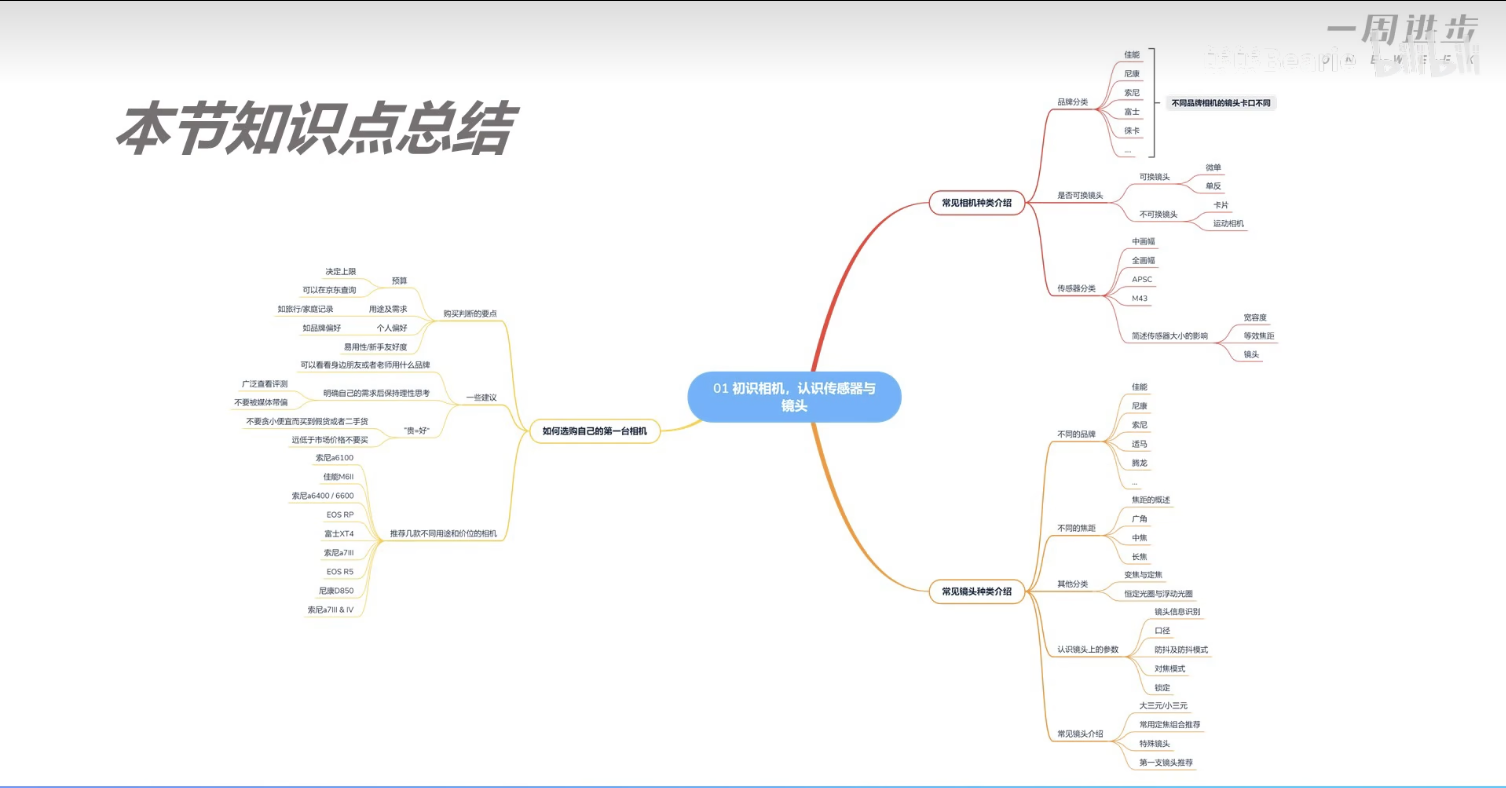 一周进步
本节知识点总结
01 初识相机，认识传感器与
镜头
常见相机种类介绍
品牌分类
佳能
尼康
索尼
富士
徕卡
...
不同品牌相机的镜头卡口不同
是否可换镜头
可换镜头
微单
单反
不可换镜头
卡片
运动相机
传感器分类
中画幅
全画幅
APSC
M43
简述传感器大小的影响
宽容度
等效焦距
镜头
常见镜头种类介绍
不同的品牌
佳能
尼康
索尼
适马
腾龙
...
不同的焦距
焦距的概述
广角
中焦
长焦
其他分类
变焦与定焦
恒定光圈与浮动光圈
认识镜头上的参数
镜头信息识别
口径
防抖及防抖模式
对焦模式
锁定
常见镜头介绍
大三元/小三元
常用定焦组合推荐
特殊镜头
第一支镜头推荐
如何选购自己的第一台相机
购买判断的要点
预算
决定上限
可以在京东查询
用途及需求
如旅行/家庭记录
个人偏好
如品牌偏好
易用性/新手友好度
一些建议
可以看看身边朋友或者老师用什么品牌
明确自己的需求后保持理性思考
广泛查看评测
不要被媒体带偏
“贵=好”
不要贪小便宜而买到假货或者二手货
远低于市场价格不要买
推荐几款不同用途和价位的相机
索尼a6100
佳能M6II
索尼a6400 / 6600
EOS RP
富士XT4
索尼a7III
EOS R5
尼康D850
索尼a7III & IV
bilibili